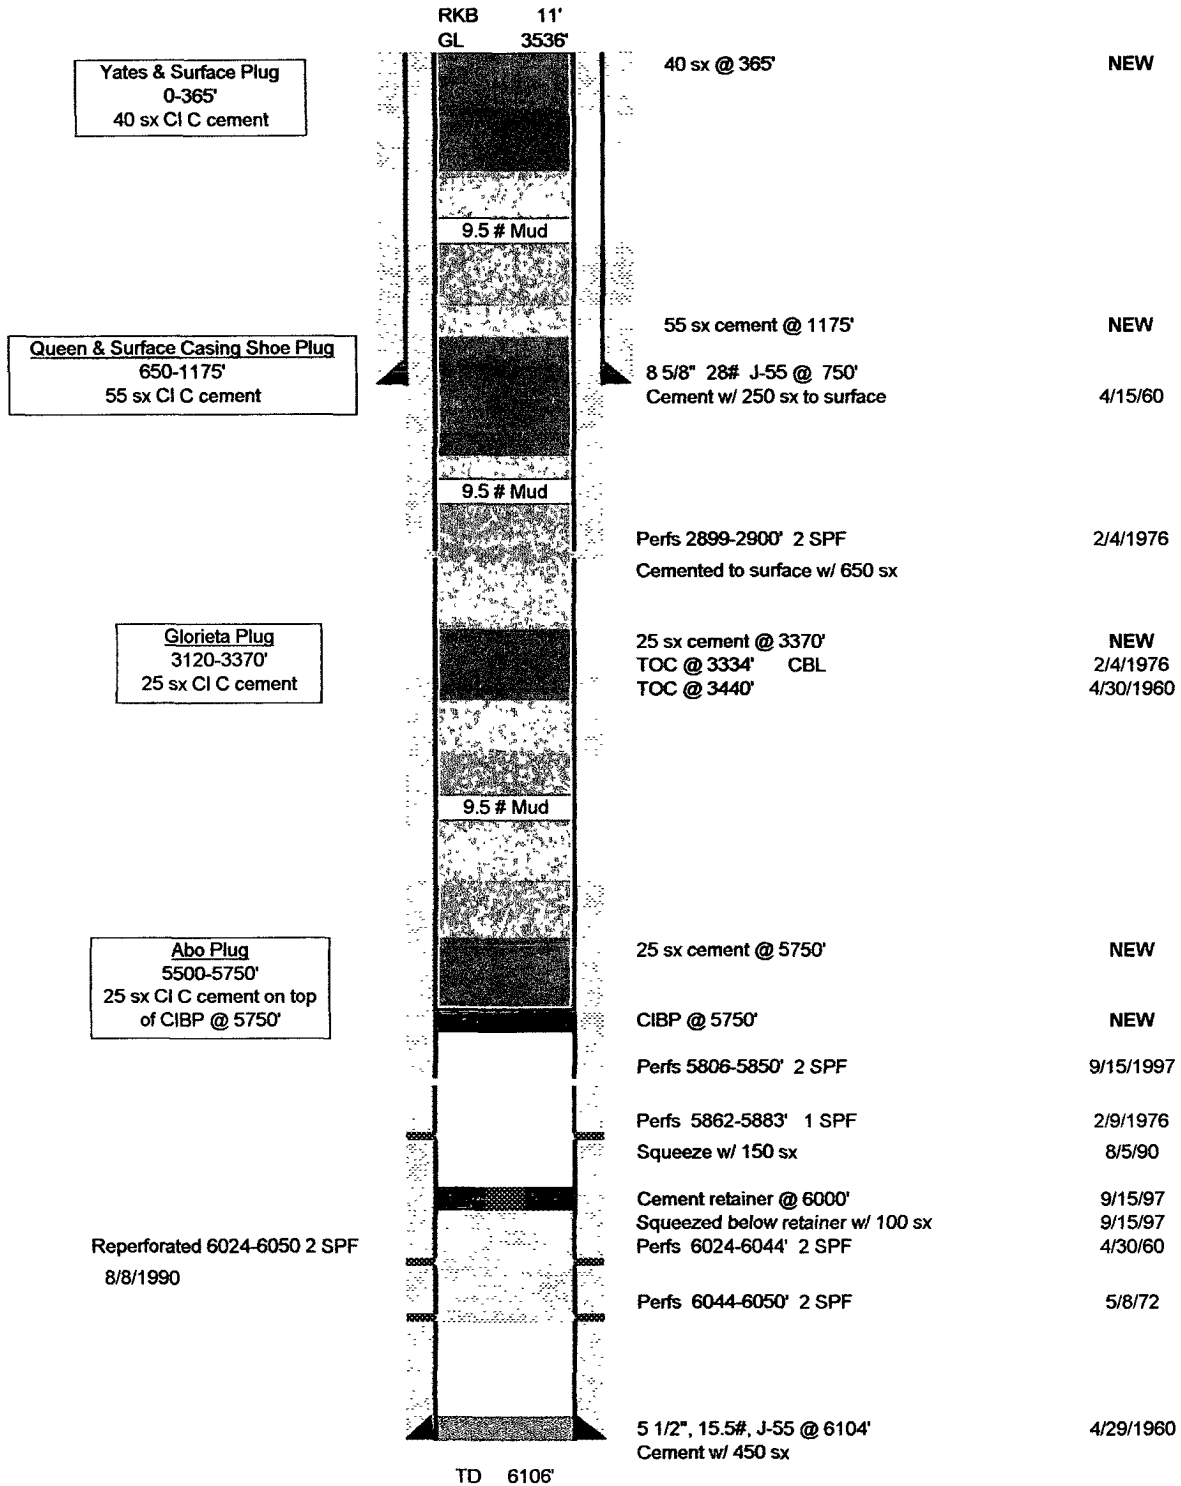 RKB 11'
GL 3536'
Yates & Surface Plug
0-365'
40 sx Cl C cement
40 sx @ 365' NEW
9.5 # Mud
55 sx cement @ 1175' NEW
Queen & Surface Casing Shoe Plug
650-1175'
55 sx Cl C cement
8 5/8" 28# J-55 @ 750'
Cement w/ 250 sx to surface 4/15/60
9.5 # Mud
Perfs 2899-2900' 2 SPF 2/4/1976
Cemented to surface w/ 650 sx
Glorieta Plug
3120-3370'
25 sx Cl C cement
25 sx cement @ 3370' NEW
TOC @ 3334' CBL 2/4/1976
TOC @ 3440' 4/30/1960
9.5 # Mud
Abo Plug
5500-5750'
25 sx Cl C cement on top
of CIBP @ 5750'
25 sx cement @ 5750' NEW
CIBP @ 5750' NEW
Perfs 5806-5850' 2 SPF 9/15/1997
Perfs 5862-5883' 1 SPF 2/9/1976
Squeeze w/ 150 sx 8/5/90
Cement retainer @ 6000' 9/15/97
Squeezed below retainer w/ 100 sx 9/15/97
Reperforated 6024-6050 2 SPF
8/8/1990
Perfs 6024-6044' 2 SPF 4/30/60
Perfs 6044-6050' 2 SPF 5/8/72
5 1/2", 15.5#, J-55 @ 6104' 4/29/1960
Cement w/ 450 sx
TD 6106'